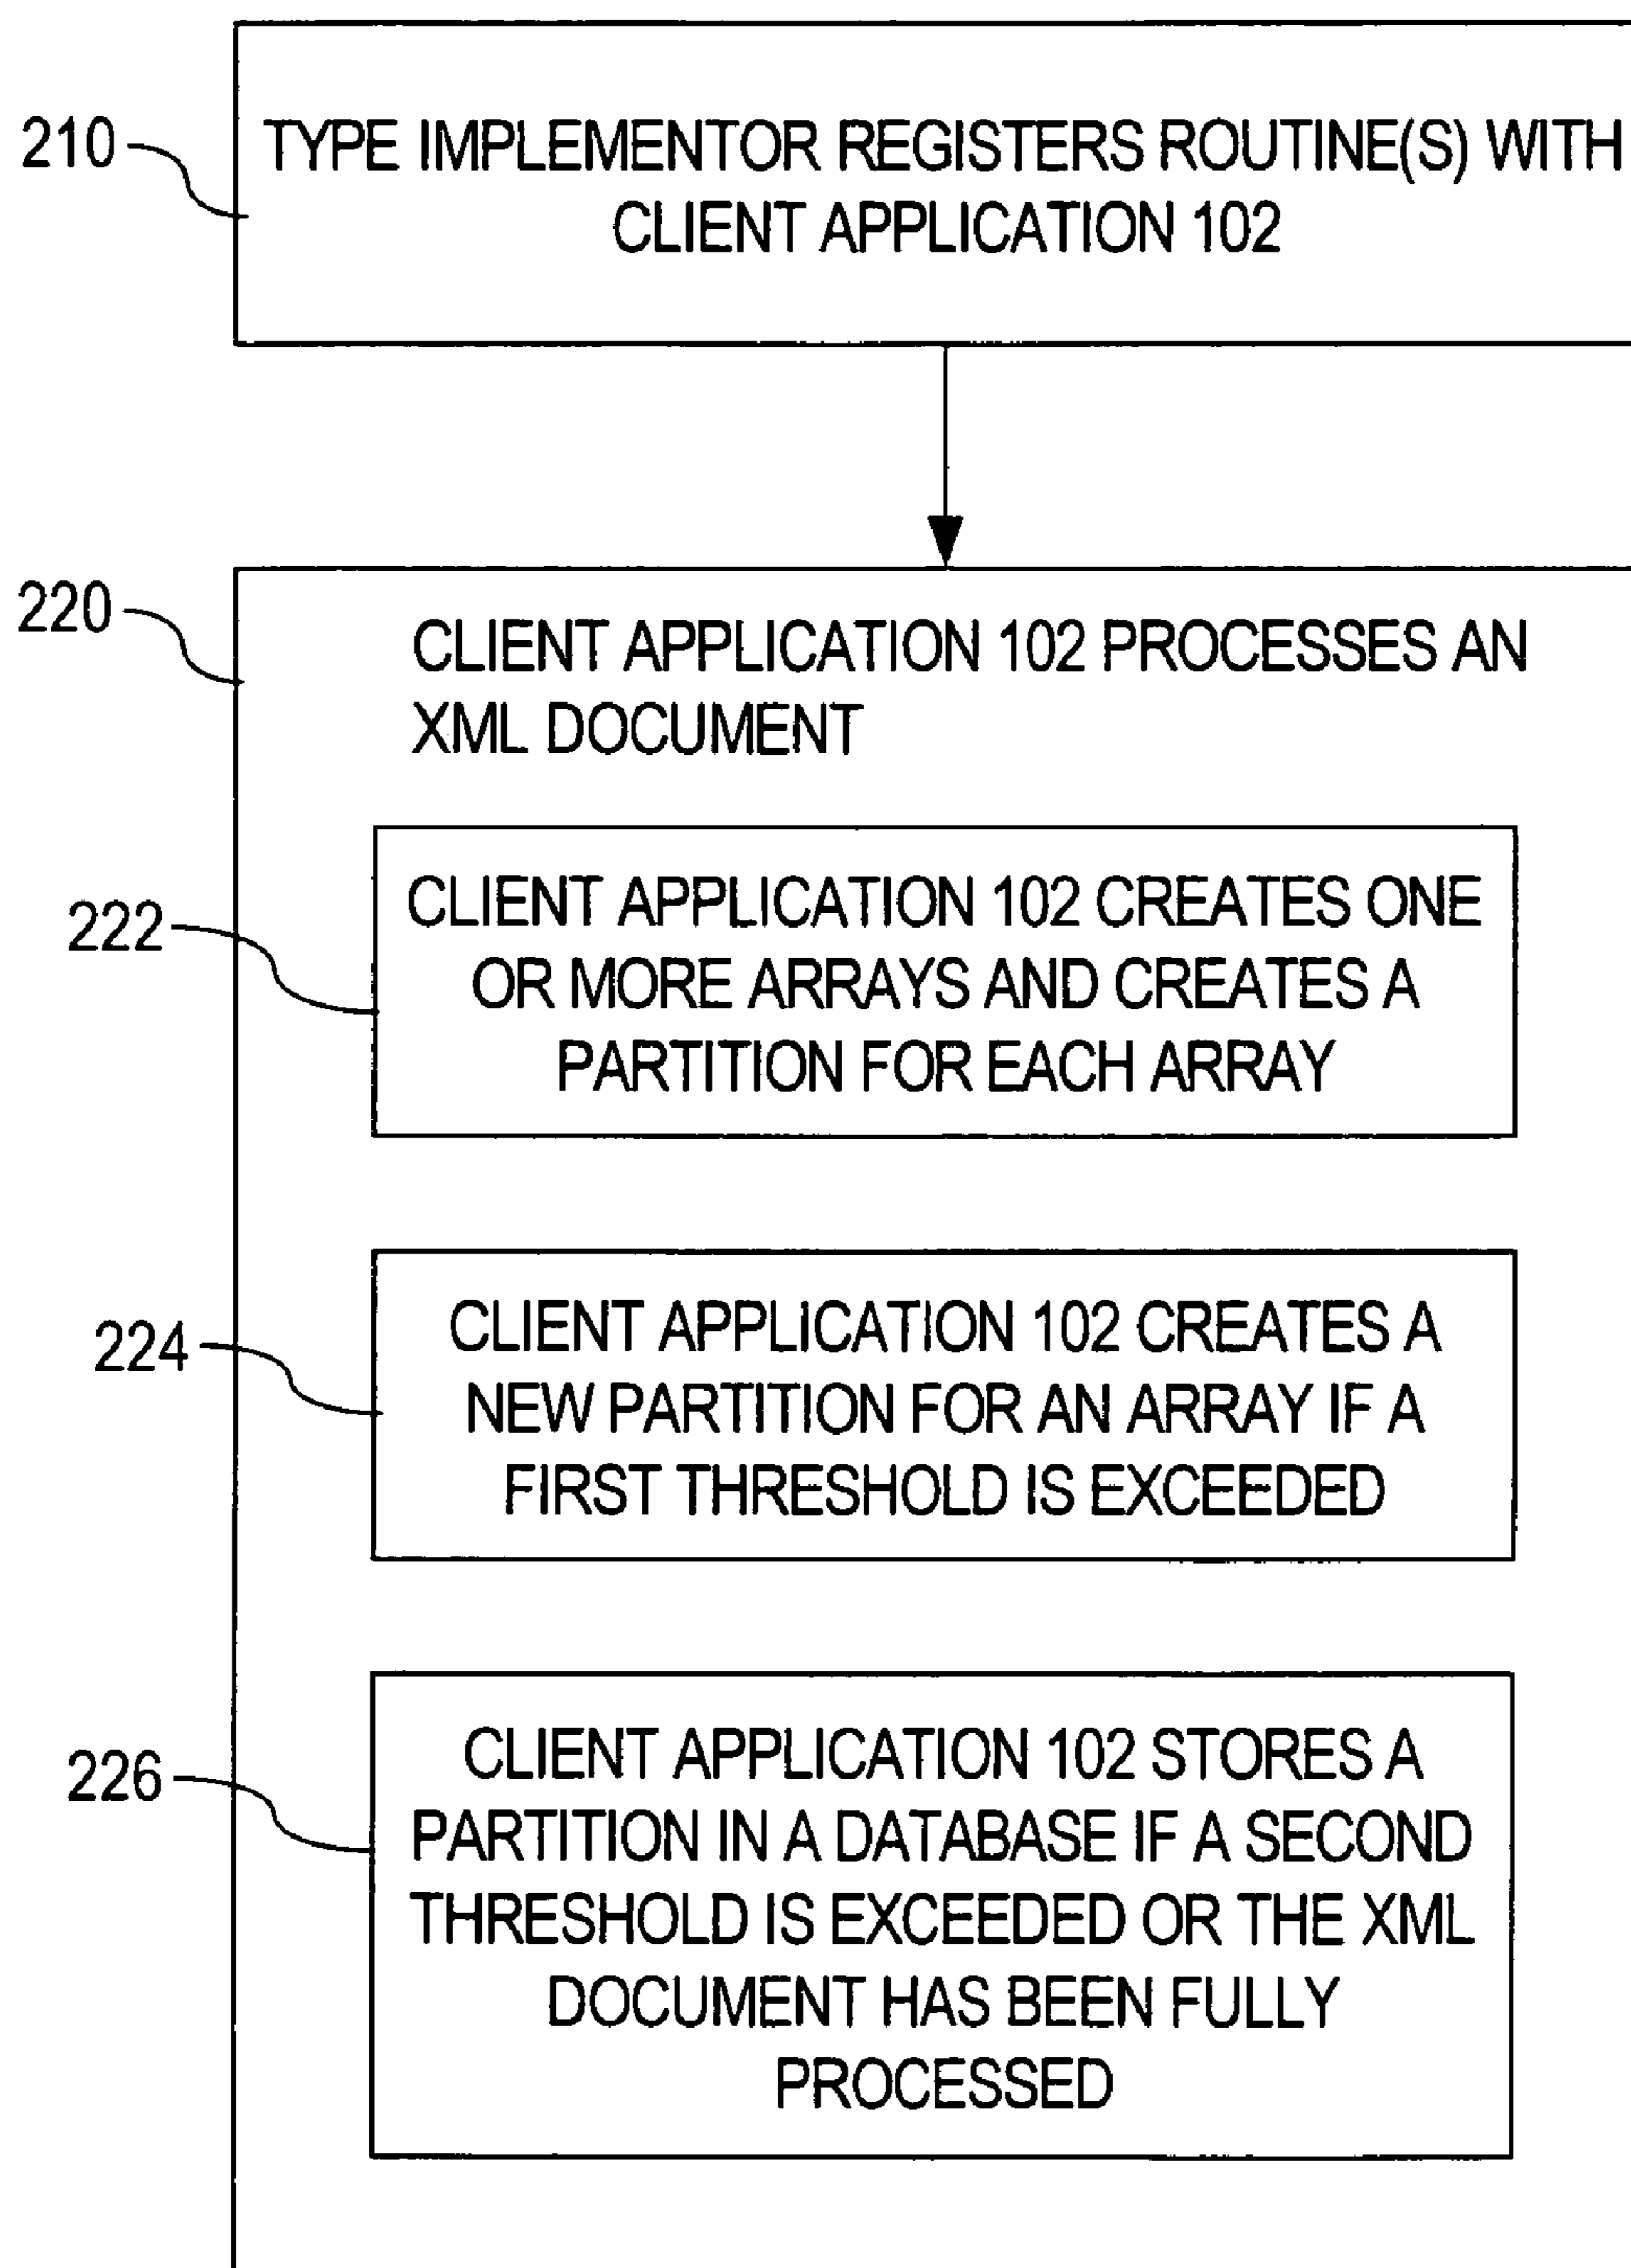 210
TYPE IMPLEMENTOR REGISTERS ROUTINE(S) WITH
CLIENT APPLICATION 102
220
CLIENT APPLICATION 102 PROCESSES AN
XML DOCUMENT
222
CLIENT APPLICATION 102 CREATES ONE
OR MORE ARRAYS AND CREATES A
PARTITION FOR EACH ARRAY
224
CLIENT APPLICATION 102 CREATES A
NEW PARTITION FOR AN ARRAY IF A
FIRST THRESHOLD IS EXCEEDED
226
CLIENT APPLICATION 102 STORES A
PARTITION IN A DATABASE IF A SECOND
THRESHOLD IS EXCEEDED OR THE XML
DOCUMENT HAS BEEN FULLY
PROCESSED